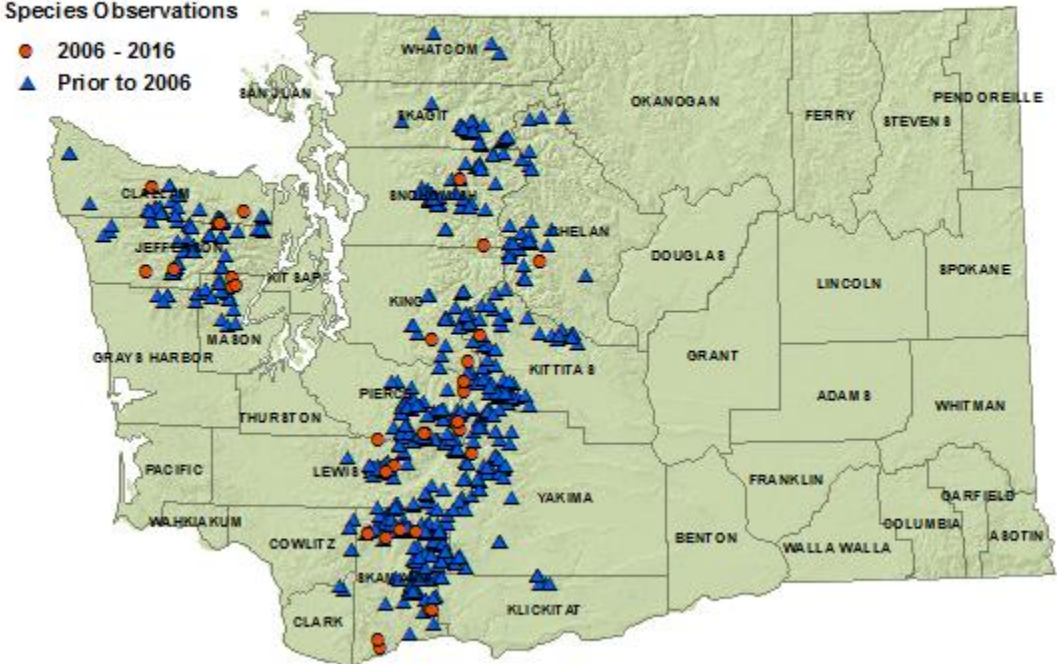 Species Observations
2006 - 2016
Prior to 2006
WHATCOM
SAN JUAN
SKAGIT
OKANOGAN
FERRY
STEVENS
PEND OREILLE
CLALLAM
SNOHOMISH
CHELAN
JEFFERSON
KITSAP
DOUGLAS
LINCOLN
SPOKANE
KING
MASON
GRAYS HARBOR
KITTITAS
GRANT
PIERCE
ADAMS
WHITMAN
THURSTON
PACIFIC
LEWIS
YAKIMA
FRANKLIN
GARFIELD
WAHKIAKUM
COWLITZ
BENTON
WALLA WALLA
COLUMBIA
ASOTIN
SKAMANIA
CLARK
KLICKITAT